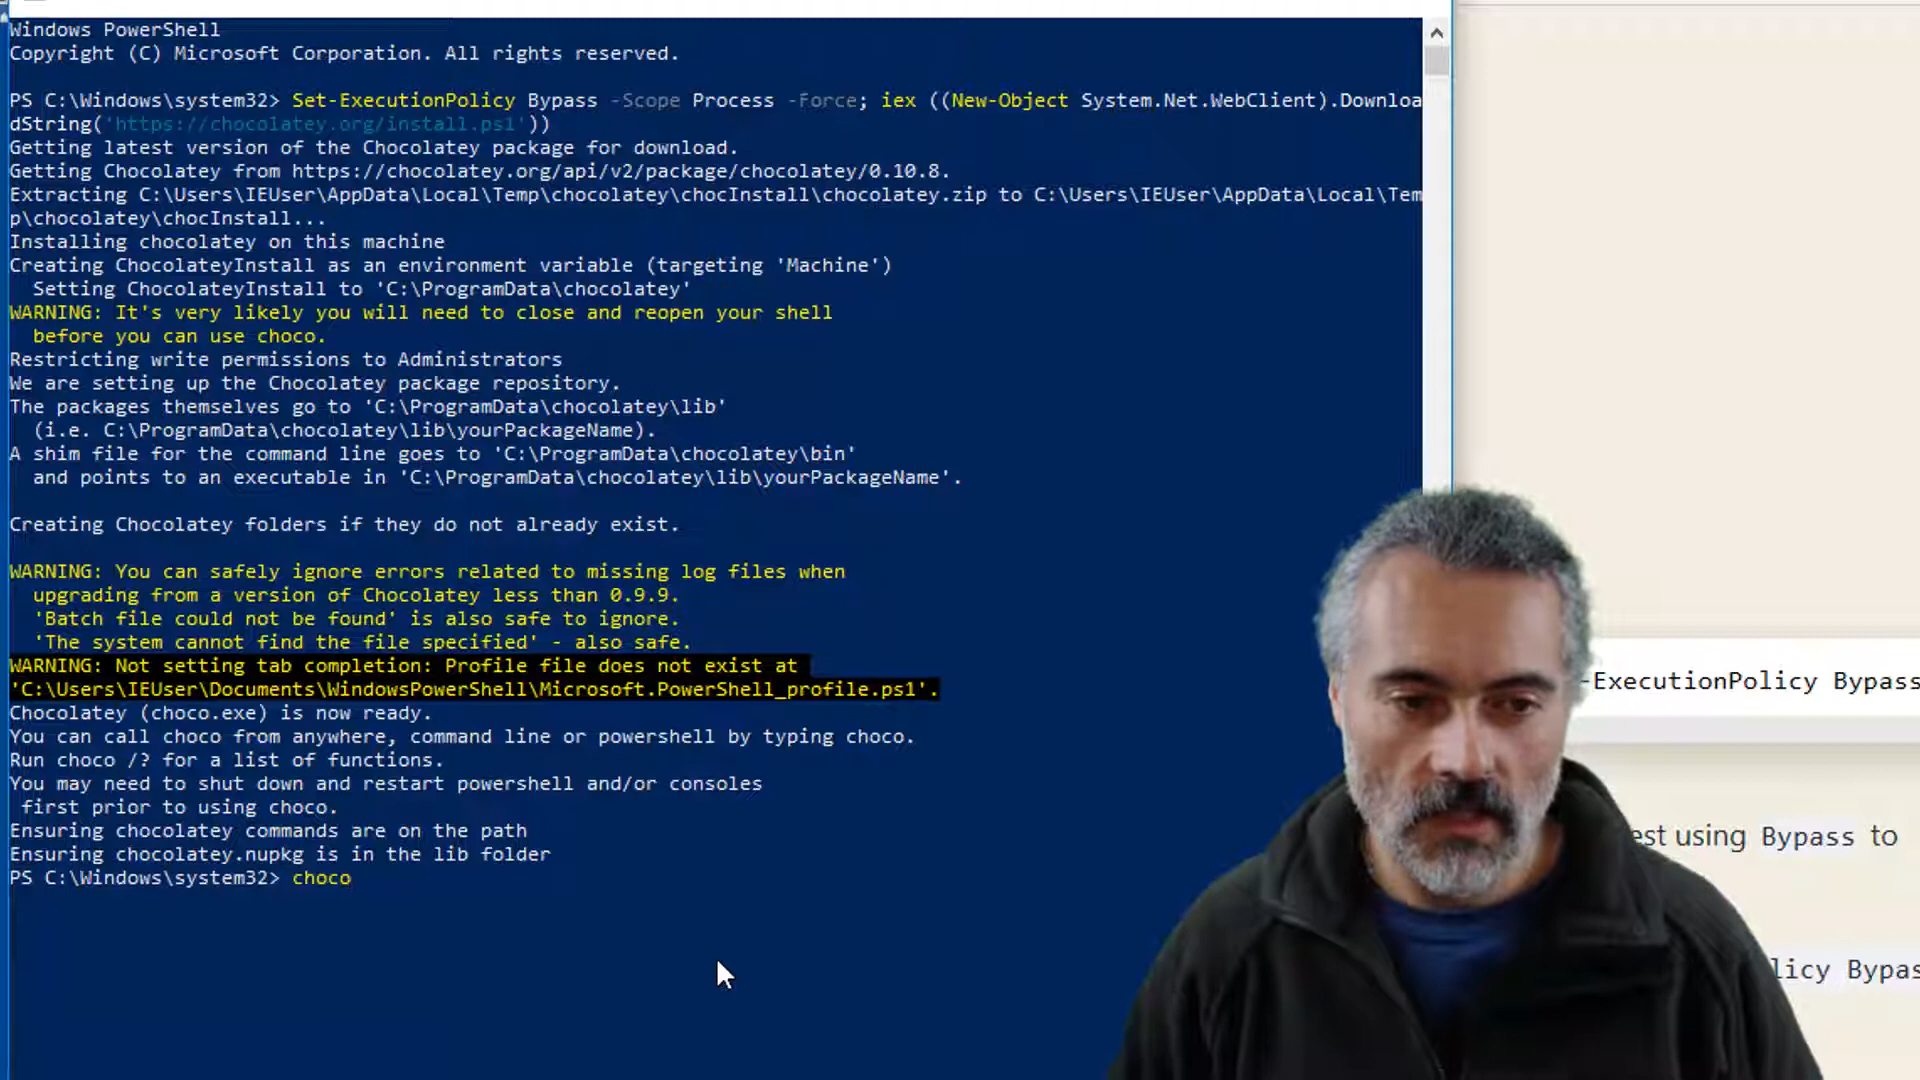 Windows PowerShell
Copyright (C) Microsoft Corporation. All rights reserved.
PS C:\Windows\system32> Set-ExecutionPolicy Bypass -Scope Process -Force; iex ((New-Object System.Net.WebClient).Downloa
dString('https://chocolatey.org/install.ps1'))
Getting latest version of the Chocolatey package for download.
Getting Chocolatey from https://chocolatey.org/api/v2/package/chocolatey/0.10.8.
Extracting C:\Users\IEUser\AppData\Local\Temp\chocolatey\chocInstall\chocolatey.zip to C:\Users\IEUser\AppData\Local\Tem
p\chocolatey\chocInstall...
Installing chocolatey on this machine
Creating ChocolateyInstall as an environment variable (targeting 'Machine')
  Setting ChocolateyInstall to 'C:\ProgramData\chocolatey'
WARNING: It's very likely you will need to close and reopen your shell
  before you can use choco.
Restricting write permissions to Administrators
We are setting up the Chocolatey package repository.
The packages themselves go to 'C:\ProgramData\chocolatey\lib'
  (i.e. C:\ProgramData\chocolatey\lib\yourPackageName).
A shim file for the command line goes to 'C:\ProgramData\chocolatey\bin'
  and points to an executable in 'C:\ProgramData\chocolatey\lib\yourPackageName'.
Creating Chocolatey folders if they do not already exist.
WARNING: You can safely ignore errors related to missing log files when
  upgrading from a version of Chocolatey less than 0.9.9.
  'Batch file could not be found' is also safe to ignore.
  'The system cannot find the file specified' - also safe.
WARNING: Not setting tab completion: Profile file does not exist at
'C:\Users\IEUser\Documents\WindowsPowerShell\Microsoft.PowerShell_profile.ps1'.
Chocolatey (choco.exe) is now ready.
You can call choco from anywhere, command line or powershell by typing choco.
Run choco /? for a list of functions.
You may need to shut down and restart powershell and/or consoles
 first prior to using choco.
Ensuring chocolatey commands are on the path
Ensuring chocolatey.nupkg is in the lib folder
PS C:\Windows\system32> choco
-ExecutionPolicy Bypass
est using Bypass to
licy Bypas